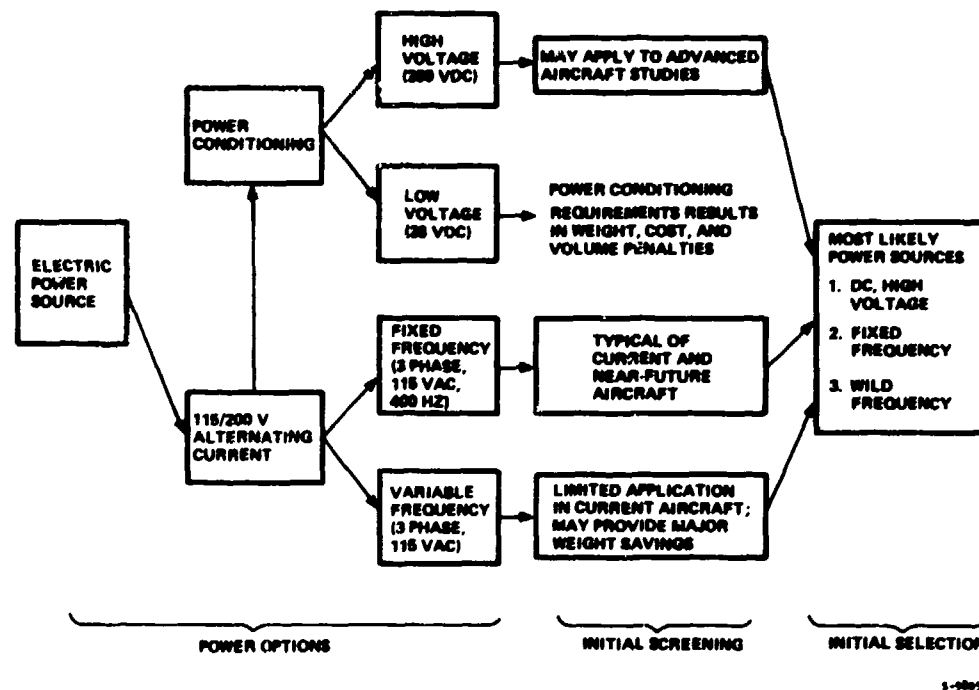 ELECTRIC
POWER
SOURCE
115/200 V
ALTERNATING
CURRENT
POWER
CONDITIONING
HIGH
VOLTAGE
VDC)
LOW
VOLTAGE
(28 VDC)
FIXED
FREQUENCY
(3 PHASE,
115 VAC,
400 HZ)
VARIABLE
FREQUENCY
(3 PHASE,
115 VAC)
MAY APPLY TO ADVANCED
AIRCRAFT STUDIES
POWER CONDITIONING
REQUIREMENTS RESULTS
IN WEIGHT, COST, AND
VOLUME PENALTIES
TYPICAL OF
CURRENT AND
NEAR-FUTURE
AIRCRAFT
LIMITED APPLICATION
IN CURRENT AIRCRAFT;
MAY PROVIDE MAJOR
WEIGHT SAVINGS
MOST LIKELY
POWER SOURCES
1. DC, HIGH
VOLTAGE
2. FIXED
FREQUENCY
3. WILD
FREQUENCY
POWER OPTIONS
INITIAL SCREENING
INITIAL SELECTION